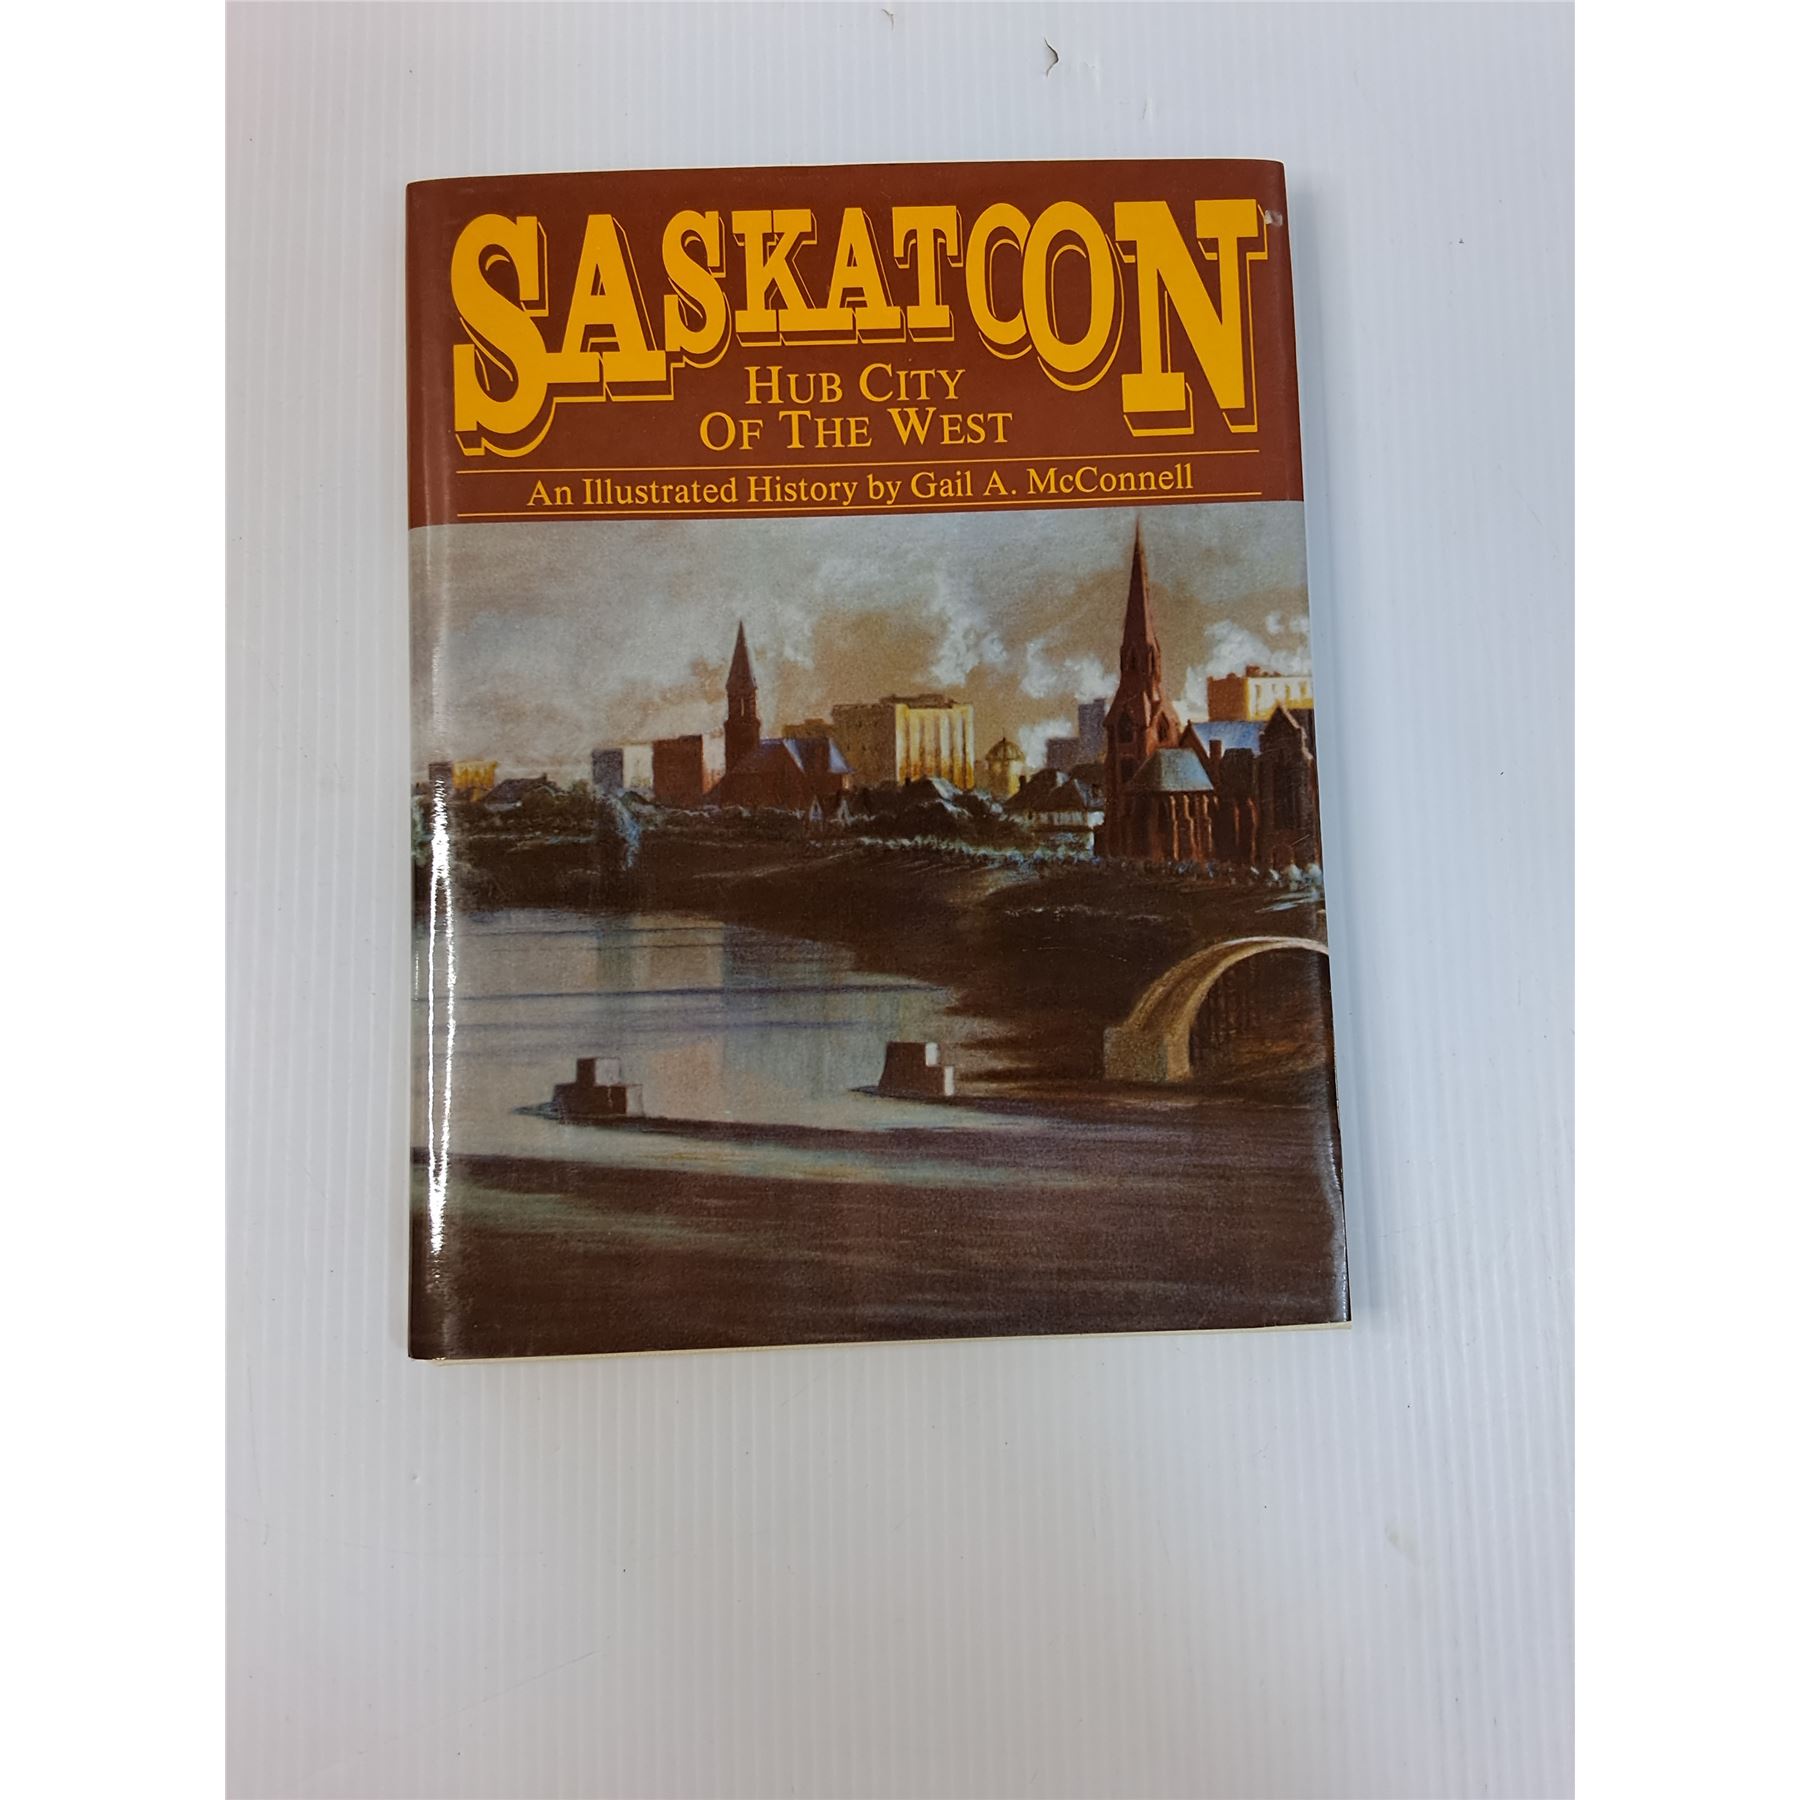 SASKATOON
HUB CITY
OF THE WEST
An Illustrated History by Gail A. McConnell